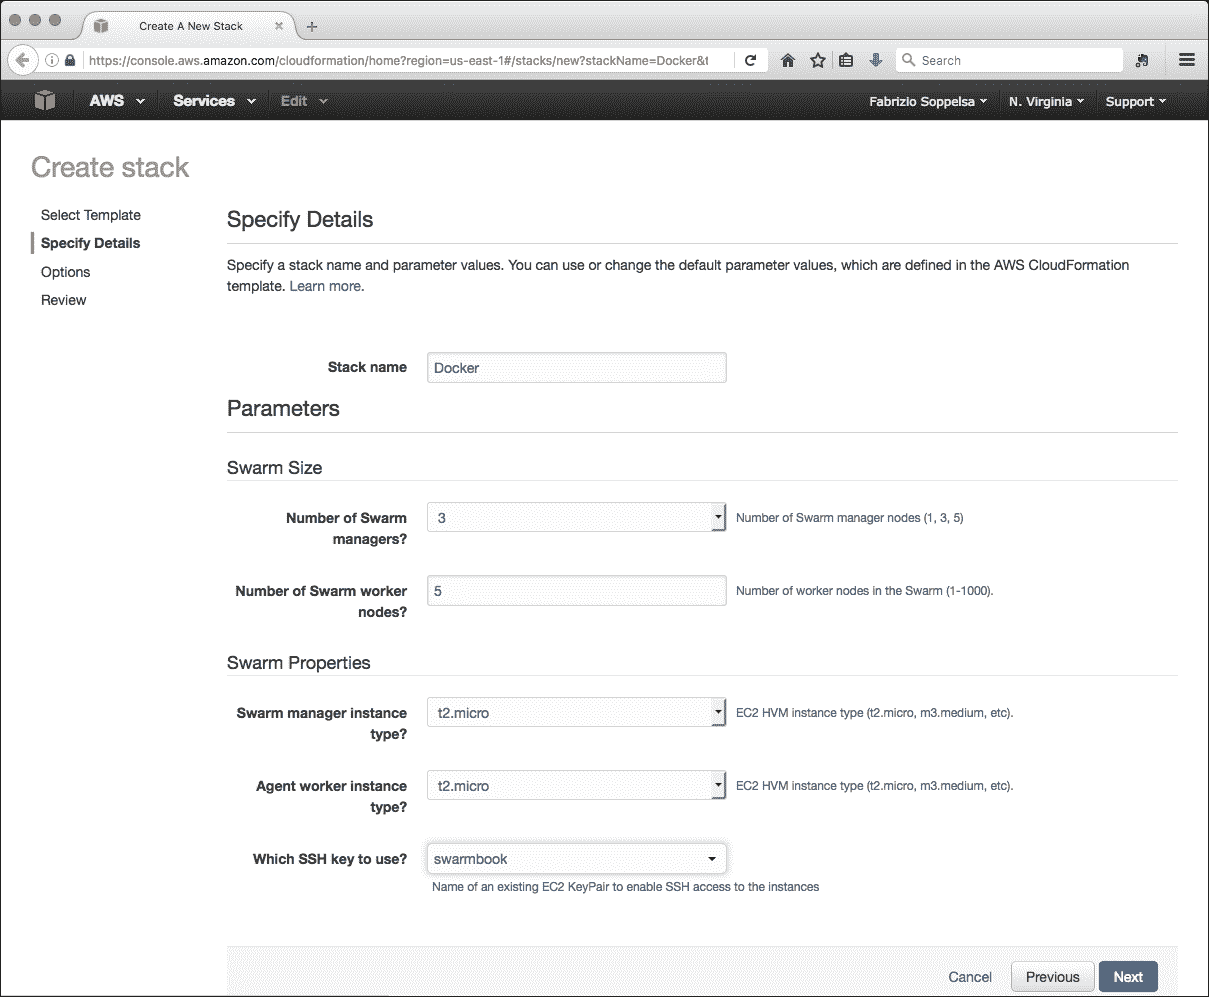 Create A New Stack
https://console.aws.amazon.com/cloudformation/home?region=us-east-1#/stacks/new?stackName=Docker&t
Search
AWS Services Edit Fabrizio Soppelsa N. Virginia Support
Create stack
Select Template
Specify Details
Options
Review
Specify Details
Specify a stack name and parameter values. You can use or change the default parameter values, which are defined in the AWS CloudFormation
template. Learn more.
Stack name Docker
Parameters
Swarm Size
Number of Swarm
managers?
3
Number of Swarm manager nodes (1, 3, 5)
Number of Swarm worker
nodes?
5
Number of worker nodes in the Swarm (1-1000).
Swarm Properties
Swarm manager instance
type?
t2.micro
EC2 HVM instance type (t2.micro, m3.medium, etc).
Agent worker instance
type?
t2.micro
EC2 HVM instance type (t2.micro, m3.medium, etc).
Which SSH key to use? swarmbook
Name of an existing EC2 KeyPair to enable SSH access to the instances
Cancel Previous Next